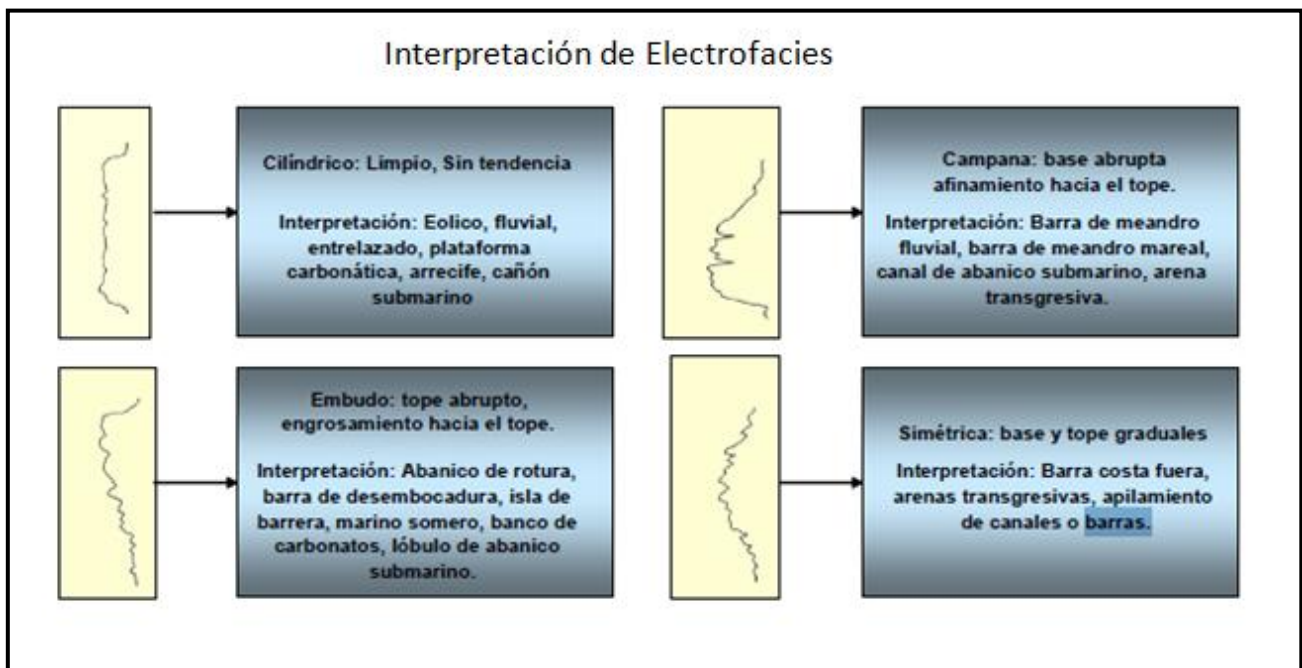 Interpretación de Electrofacies
Cilíndrico: Limpio, Sin tendencia
Interpretación: Eolico, fluvial,
entrelazado, plataforma
carbonática, arrecife, cañón
submarino
Campana: base abrupta
afinamiento hacia el tope.
Interpretación: Barra de meandro
fluvial, barra de meandro mareal,
canal de abanico submarino, arena
transgresiva.
Embudo: tope abrupto,
engrosamiento hacia el tope.
Interpretación: Abanico de rotura,
barra de desembocadura, isla de
barrera, marino somero, banco de
carbonatos, lóbulo de abanico
submarino.
Simétrica: base y tope graduales
Interpretación: Barra costa fuera,
arenas transgresivas, apilamiento
de canales o barras.